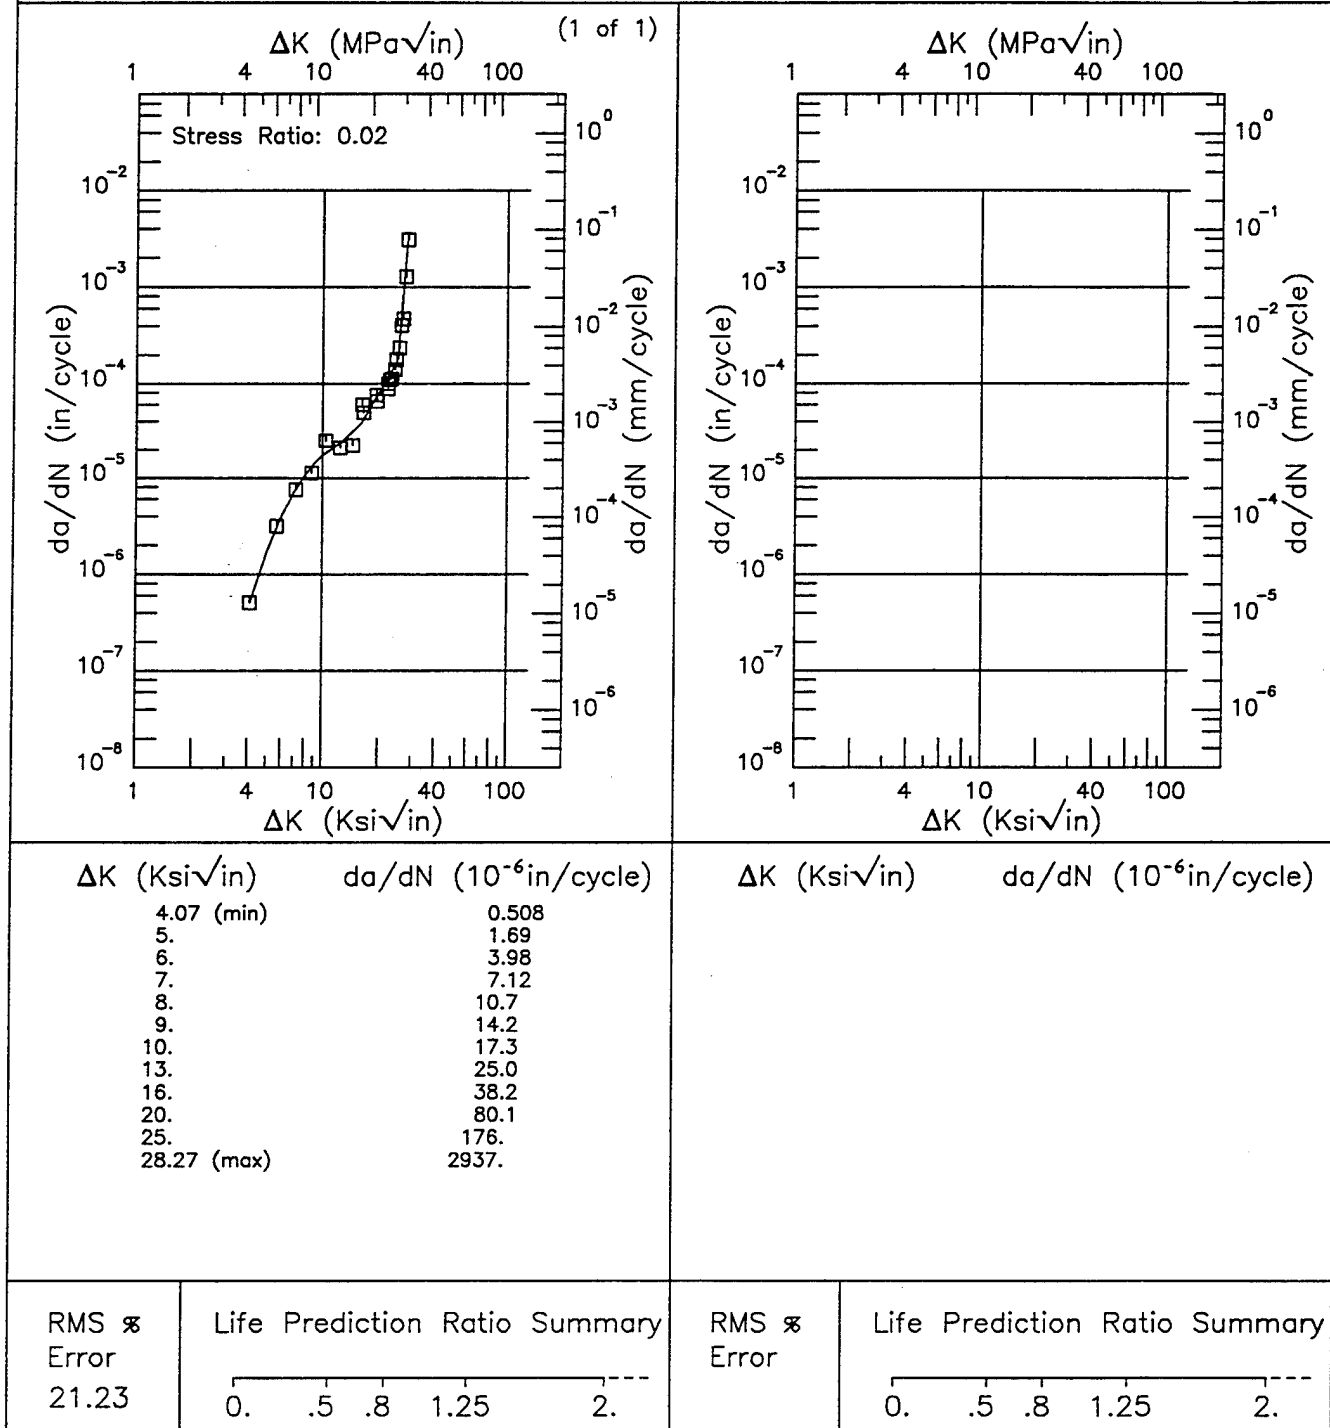 (1 of 1)
ΔK (MPa√in)
1 4 10 40 100
Stress Ratio: 0.02
10⁻²
10⁻³
10⁻⁴
10⁻⁵
10⁻⁶
10⁻⁷
10⁻⁸
da/dN (in/cycle)
10⁰
10⁻¹
10⁻²
10⁻³
10⁻⁴
10⁻⁵
10⁻⁶
da/dN (mm/cycle)
1 4 10 40 100
ΔK (Ksi√in)
ΔK (MPa√in)
1 4 10 40 100
10⁻²
10⁻³
10⁻⁴
10⁻⁵
10⁻⁶
10⁻⁷
10⁻⁸
da/dN (in/cycle)
10⁰
10⁻¹
10⁻²
10⁻³
10⁻⁴
10⁻⁵
10⁻⁶
da/dN (mm/cycle)
1 4 10 40 100
ΔK (Ksi√in)
ΔK (Ksi√in) da/dN (10⁻⁶in/cycle)
4.07 (min) 0.508
5. 1.69
6. 3.98
7. 7.12
8. 10.7
9. 14.2
10. 17.3
13. 25.0
16. 38.2
20. 80.1
25. 176.
28.27 (max) 2937.
ΔK (Ksi√in) da/dN (10⁻⁶in/cycle)
RMS %
Error
21.23
Life Prediction Ratio Summary
0. .5 .8 1.25 2.
RMS %
Error
Life Prediction Ratio Summary
0. .5 .8 1.25 2.